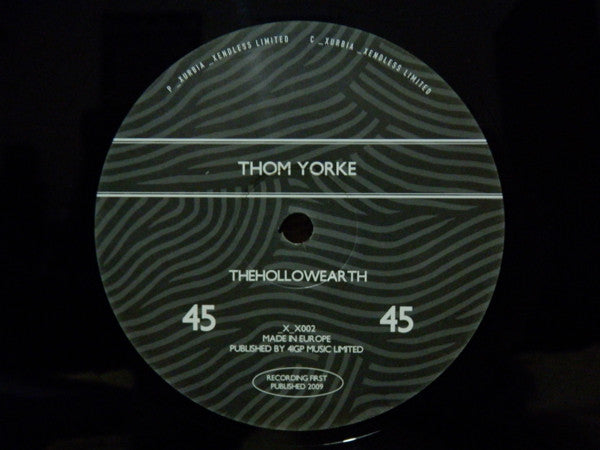 P _XURBIA _XENDLESS LIMITED C _XURBIA _XENDLESS LIMITED
THOM YORKE
THEHOLLOWEARTH
45 45
_X_X002
MADE IN EUROPE
PUBLISHED BY 4IGP MUSIC LIMITED
RECORDING FIRST
PUBLISHED 2009